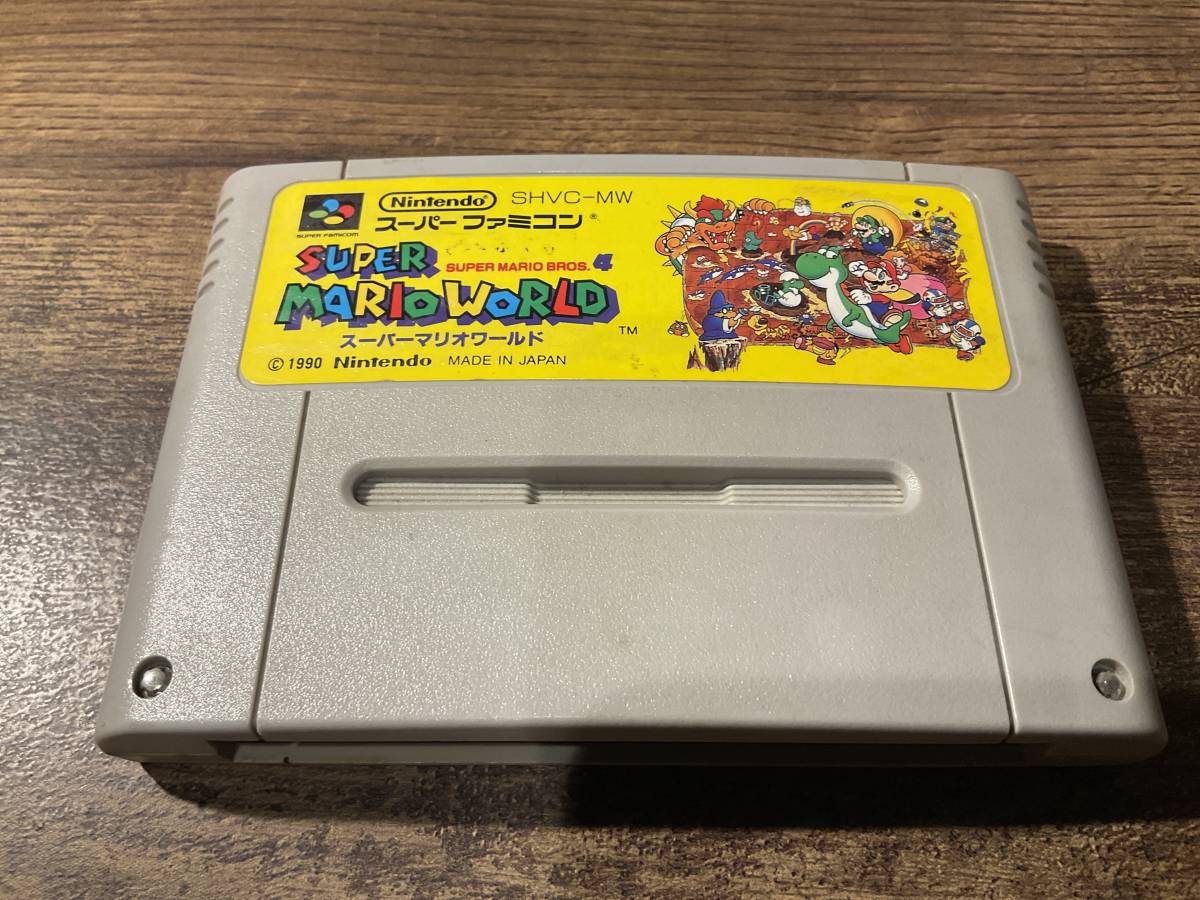 Nintendo SHVC-MW
SUPER FAMICOM
スーパーファミコン®
SUPER SUPER MARIO BROS. 4
MARIO WORLD ™
スーパーマリオワールド
© 1990 Nintendo MADE IN JAPAN